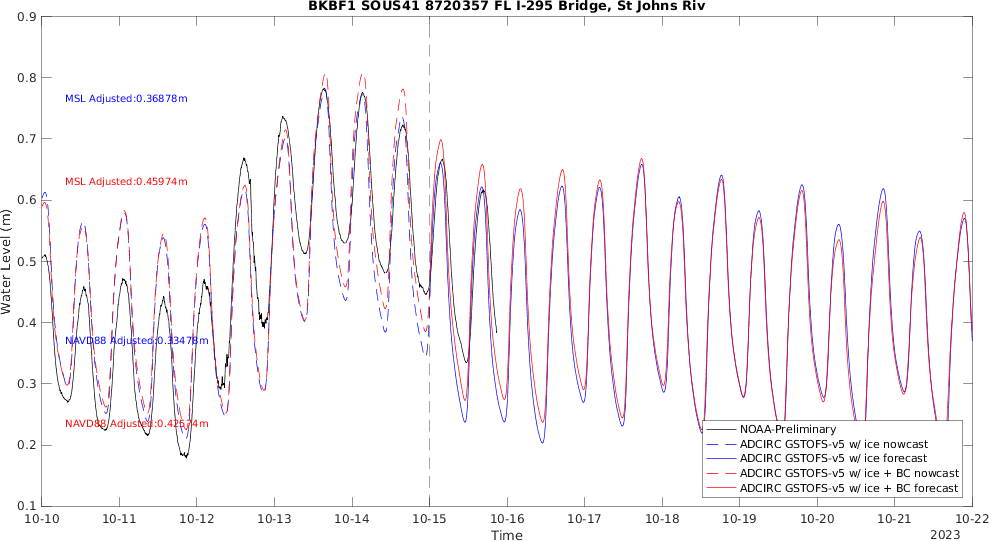 BKBF1 SOUS41 8720357 FL I-295 Bridge, St Johns Riv
0.9
0.8
MSL Adjusted:0.36878m
0.7
MSL Adjusted:0.45974m
0.6
Water Level (m)
0.5
0.4
NAVD88 Adjusted:0.33478m
0.3
NAVD88 Adjusted:0.42574m
0.2
0.1
NOAA-Preliminary
ADCIRC GSTOFS-v5 w/ ice nowcast
ADCIRC GSTOFS-v5 w/ ice forecast
ADCIRC GSTOFS-v5 w/ ice + BC nowcast
ADCIRC GSTOFS-v5 w/ ice + BC forecast
10-10 10-11 10-12 10-13 10-14 10-15 10-16 10-17 10-18 10-19 10-20 10-21 10-22
Time
2023